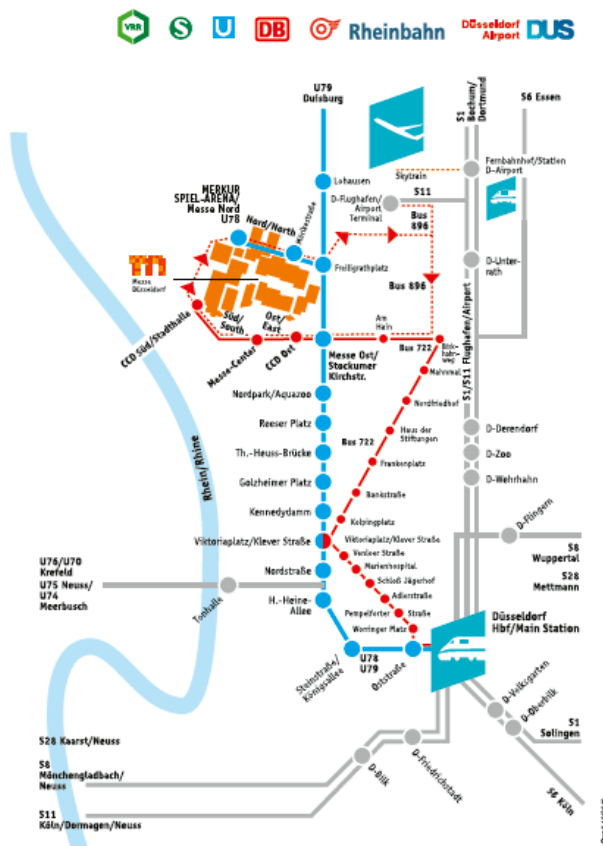 VRR
S
U
DB
Rheinbahn
Düsseldorf
Airport
DUS
U79
Duisburg
S1
Bochum/
Dortmund
S6 Essen
Fernbahnhof/Station
D-Airport
Skytrain
Lohausen
D-Flughafen/
Airport
Terminal
S11
MERKUR
SPIEL-ARENA/
Messe Nord
U78
Nord/North
Mörikestraße
Bus
896
Freiligrathplatz
D-Unter-
rath
Messe
Düsseldorf
Bus 896
Süd/
South
Ost/
East
Am
Hain
CCD Süd/Stadthalle
Messe-Center
CCD Ost
Messe Ost/
Stockumer
Kirchstr.
Bus 722
Mahnmal
S1/S11 Flughafen/Airport
Nordpark/Aquazoo
Nordfriedhof
Reeser Platz
Haus der
Stiftungen
D-Derendorf
Bus 722
Th.-Heuss-Brücke
Frankenplatz
D-Zoo
Golzheimer Platz
D-Wehrhahn
Bankstraße
Kennedydamm
Kolpingplatz
Rhein/Rhine
D-Flingern
Viktoriaplatz/Klever Straße
Viktoriaplatz/Klever Straße
Venloer Straße
S8
Wuppertal
U76/U70
Krefeld
Nordstraße
Marienhospital
U75 Neuss/
Schloß Jägerhof
S28
Mettmann
U74
Meerbusch
Tonhalle
H.-Heine-
Allee
Adlerstraße
Pempelforter
Straße
Worringer Platz
Düsseldorf
Hbf/Main Station
U78
U79
Steinstraße/
Königsallee
Oststraße
D-Volksgarten
D-Oberbilk
S1
Solingen
S28 Kaarst/Neuss
S8
Mönchengladbach/
Neuss
D-Bilk
D-Friedrichstadt
S6 Köln
S11
Köln/Dormagen/Neuss